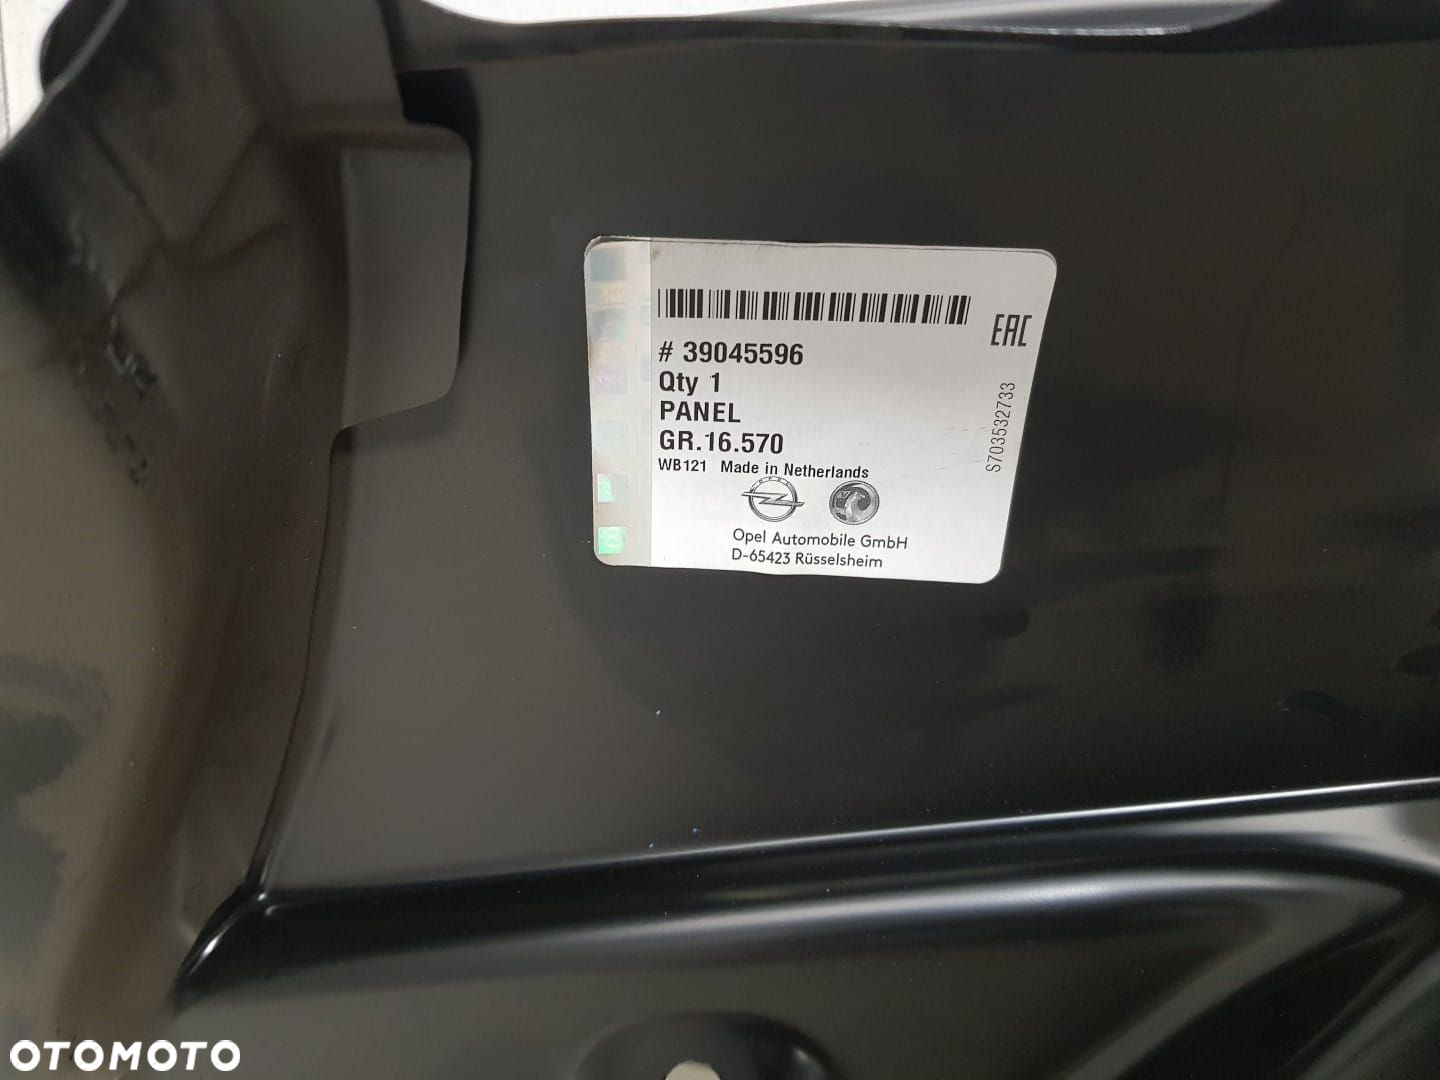 # 39045596
EAC
Qty 1
PANEL
GR.16.570
S703532733
WB121 Made in Netherlands
Opel Automobile GmbH
D-65423 Rüsselsheim
OTOMOTO